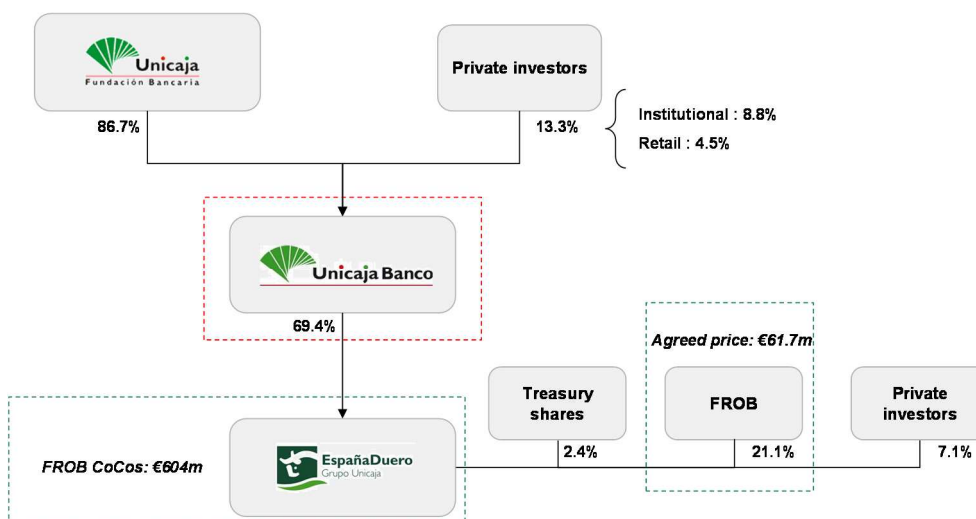 Unicaja
Fundación Bancaria
Private investors
86.7%
13.3%
Institutional : 8.8%
Retail : 4.5%
Unicaja Banco
69.4%
Agreed price: €61.7m
Treasury
shares
FROB
Private
investors
2.4%
21.1%
7.1%
FROB CoCos: €604m
EspañaDuero
Grupo Unicaja